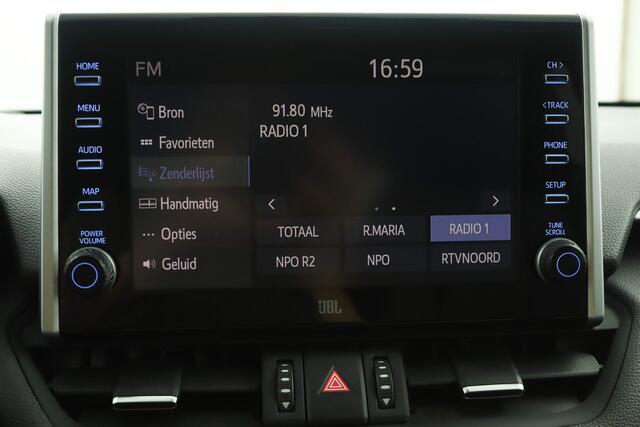 FM
16:59
HOME
MENU
AUDIO
MAP
POWER
VOLUME
Bron
Favorieten
Zenderlijst
Handmatig
Opties
Geluid
91.80 MHz
RADIO 1
TOTAAL
R.MARIA
RADIO 1
NPO R2
NPO
RTVNOORD
JBL
CH >
< TRACK
PHONE
SETUP
TUNE
SCROLL